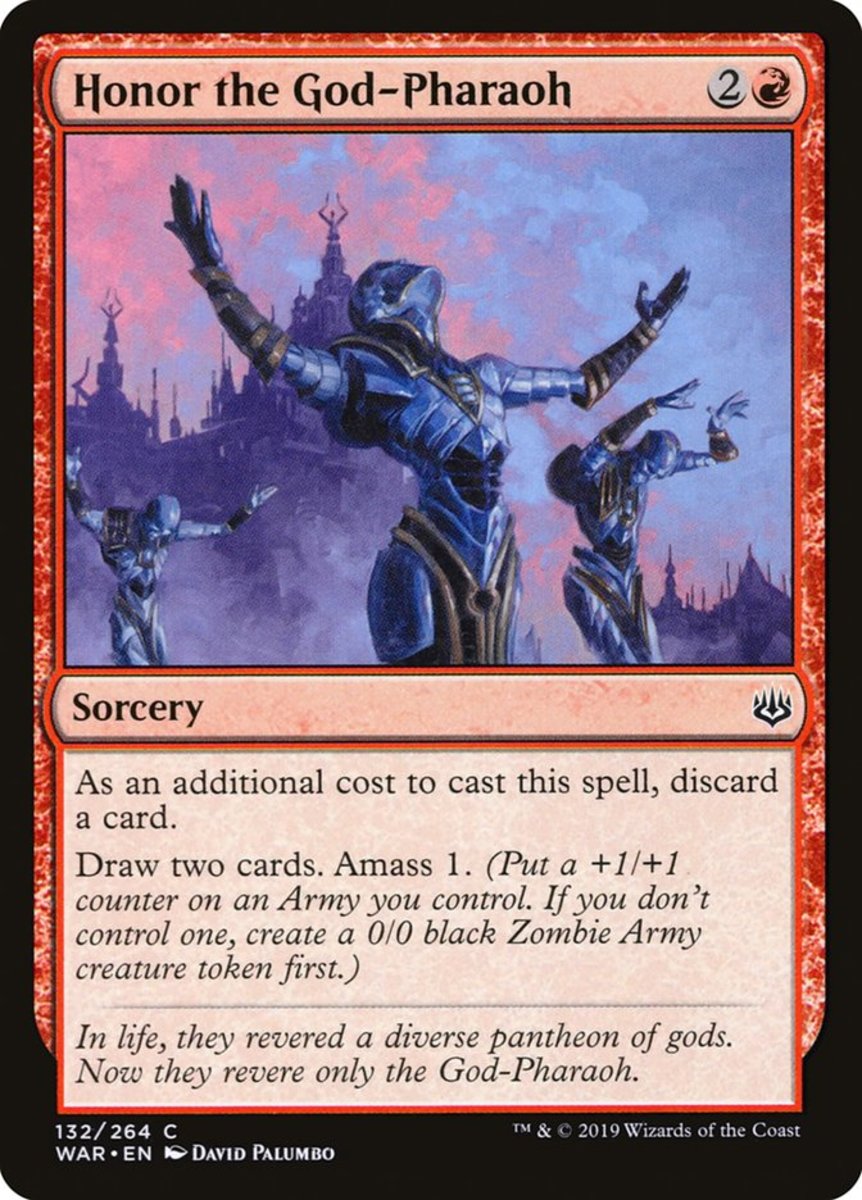 Honor the God-Pharaoh 2
Sorcery
As an additional cost to cast this spell, discard
a card.
Draw two cards. Amass 1. (Put a +1/+1
counter on an Army you control. If you don't
control one, create a 0/0 black Zombie Army
creature token first.)
In life, they revered a diverse pantheon of gods.
Now they revere only the God-Pharaoh.
132/264 C
™ & © 2019 Wizards of the Coast
WAR • EN David Palumbo